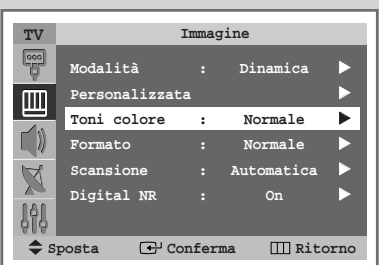 TV Immagine
Modalità : Dinamica
Personalizzata
Toni colore : Normale
Formato : Normale
Scansione : Automatica
Digital NR : On
Sposta Conferma Ritorno